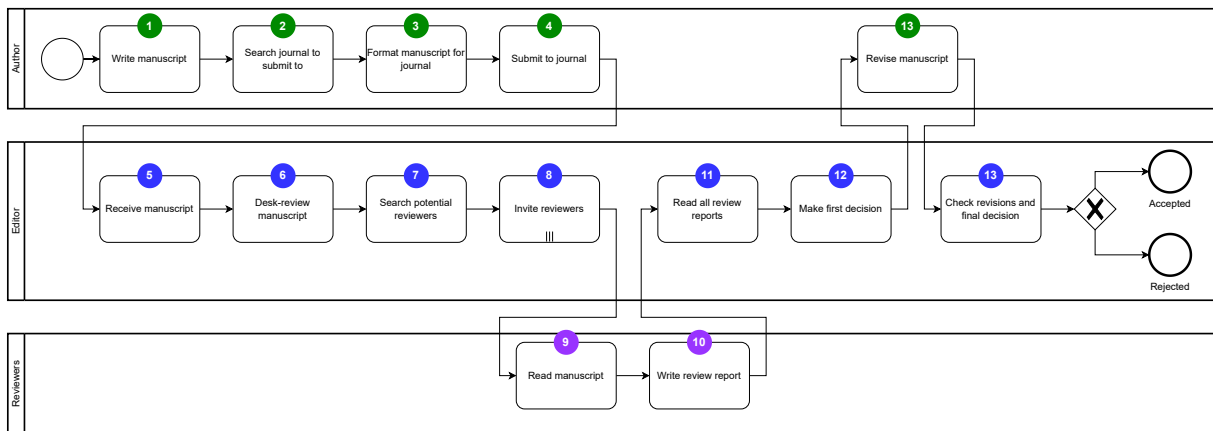 Author
1
Write manuscript
2
Search journal to
submit to
3
Format manuscript for
journal
4
Submit to journal
13
Revise manuscript
Editor
5
Receive manuscript
6
Desk-review
manuscript
7
Search potential
reviewers
8
Invite reviewers
11
Read all review
reports
12
Make first decision
13
Check revisions and
final decision
Accepted
Rejected
Reviewers
9
Read manuscript
10
Write review report